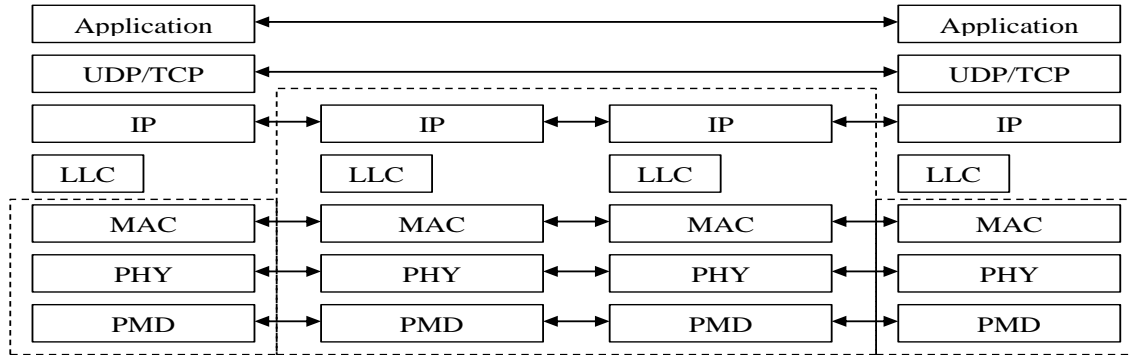 Application Application
UDP/TCP UDP/TCP
IP IP IP IP
LLC LLC LLC LLC
MAC MAC MAC MAC
PHY PHY PHY PHY
PMD PMD PMD PMD